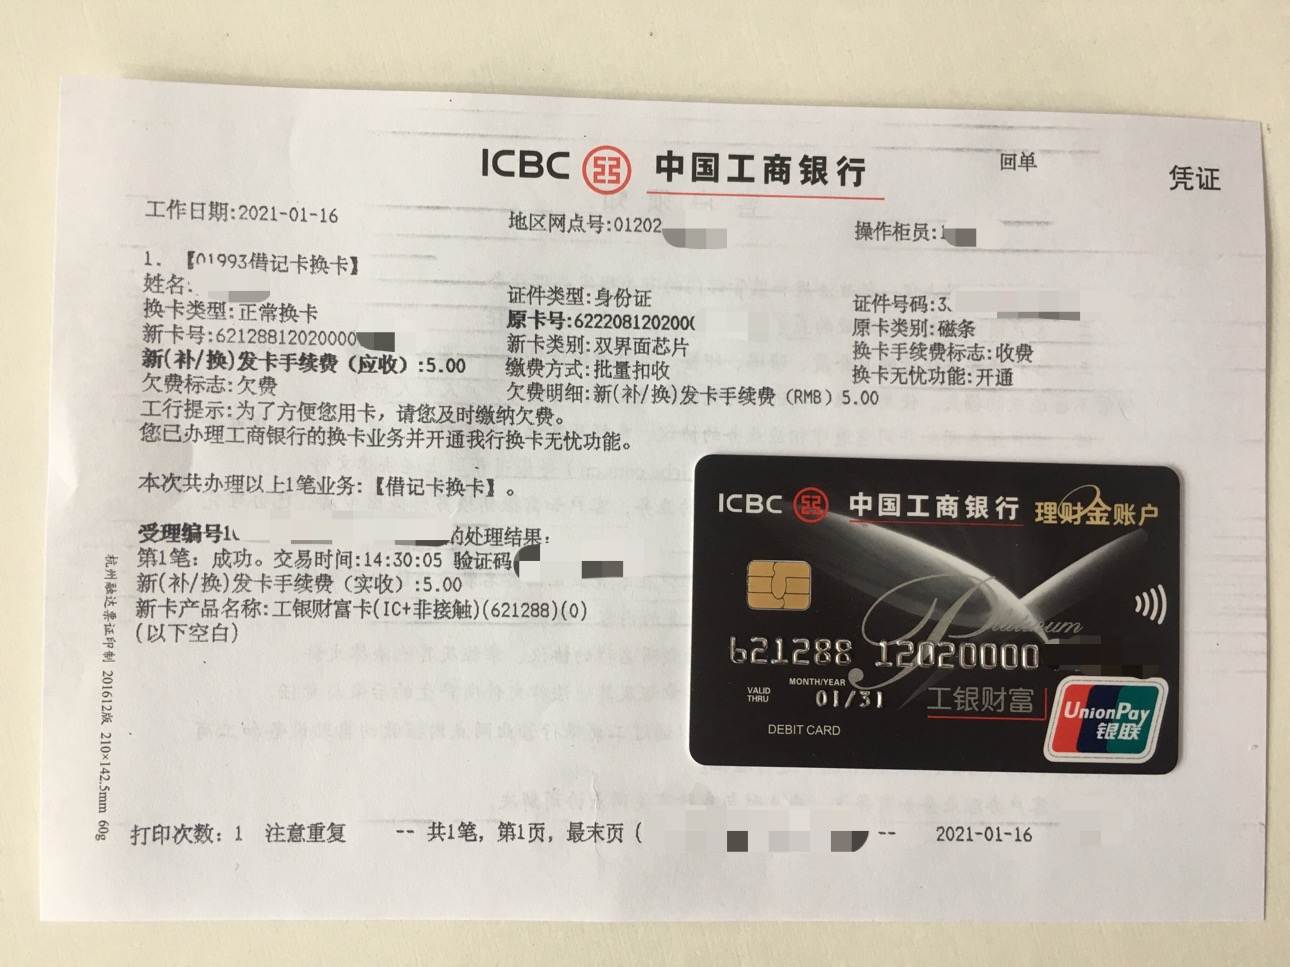 ICBC 中国工商银行
回单
凭证
工作日期:2021-01-16
地区网点号:01202
操作柜员:
1、【01993借记卡换卡】
姓名:
证件类型:身份证
证件号码:3
换卡类型:正常换卡
原卡号:622208120200
原卡类别:磁条
新卡号:62128812020000
新卡类别:双界面芯片
换卡手续费标志:收费
新(补/换)发卡手续费(应收):5.00
缴费方式:批量扣收
换卡无忧功能:开通
欠费标志:欠费
欠费明细:新(补/换)发卡手续费(RMB)5.00
工行提示:为了方便您用卡,请您及时缴纳欠费。
您已办理工商银行的换卡业务并开通我行换卡无忧功能。
本次共办理以上1笔业务:【借记卡换卡】。
受理编号1 的处理结果:
第1笔: 成功。交易时间:14:30:05 验证码
新(补/换)发卡手续费(实收):5.00
新卡产品名称:工银财富卡(IC+非接触)(621288)(0)
(以下空白)
杭州融达票证印制 201612版 210×142.5mm 60g
打印次数: 1 注意重复 -- 共1笔, 第1页, 最末页 ( -- 2021-01-16
ICBC 中国工商银行 理财金账户
Platinum
621288 12020000
MONTH/YEAR
VALID THRU 01/31
工银财富
DEBIT CARD
UnionPay
银联